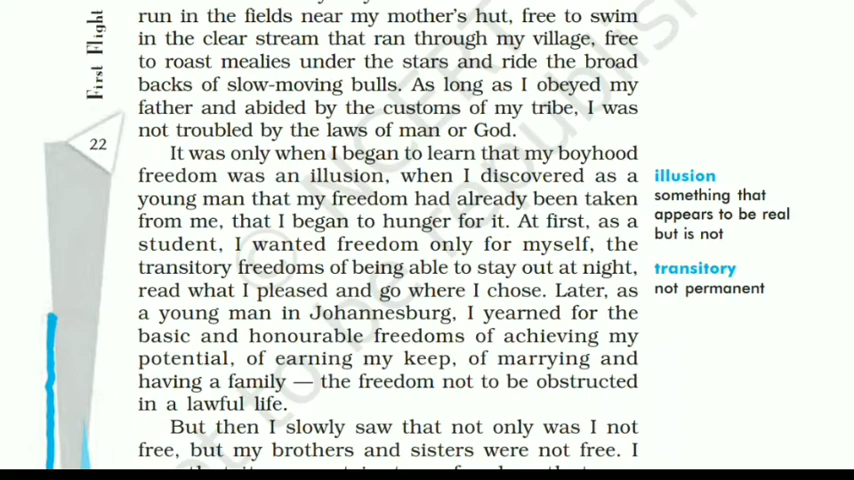 First Flight
22
run in the fields near my mother's hut, free to swim
in the clear stream that ran through my village, free
to roast mealies under the stars and ride the broad
backs of slow-moving bulls. As long as I obeyed my
father and abided by the customs of my tribe, I was
not troubled by the laws of man or God.
It was only when I began to learn that my boyhood
freedom was an illusion, when I discovered as a
young man that my freedom had already been taken
from me, that I began to hunger for it. At first, as a
student, I wanted freedom only for myself, the
transitory freedoms of being able to stay out at night,
read what I pleased and go where I chose. Later, as
a young man in Johannesburg, I yearned for the
basic and honourable freedoms of achieving my
potential, of earning my keep, of marrying and
having a family — the freedom not to be obstructed
in a lawful life.
But then I slowly saw that not only was I not
free, but my brothers and sisters were not free. I
illusion
something that
appears to be real
but is not
transitory
not permanent
© NCERT
not to be republish